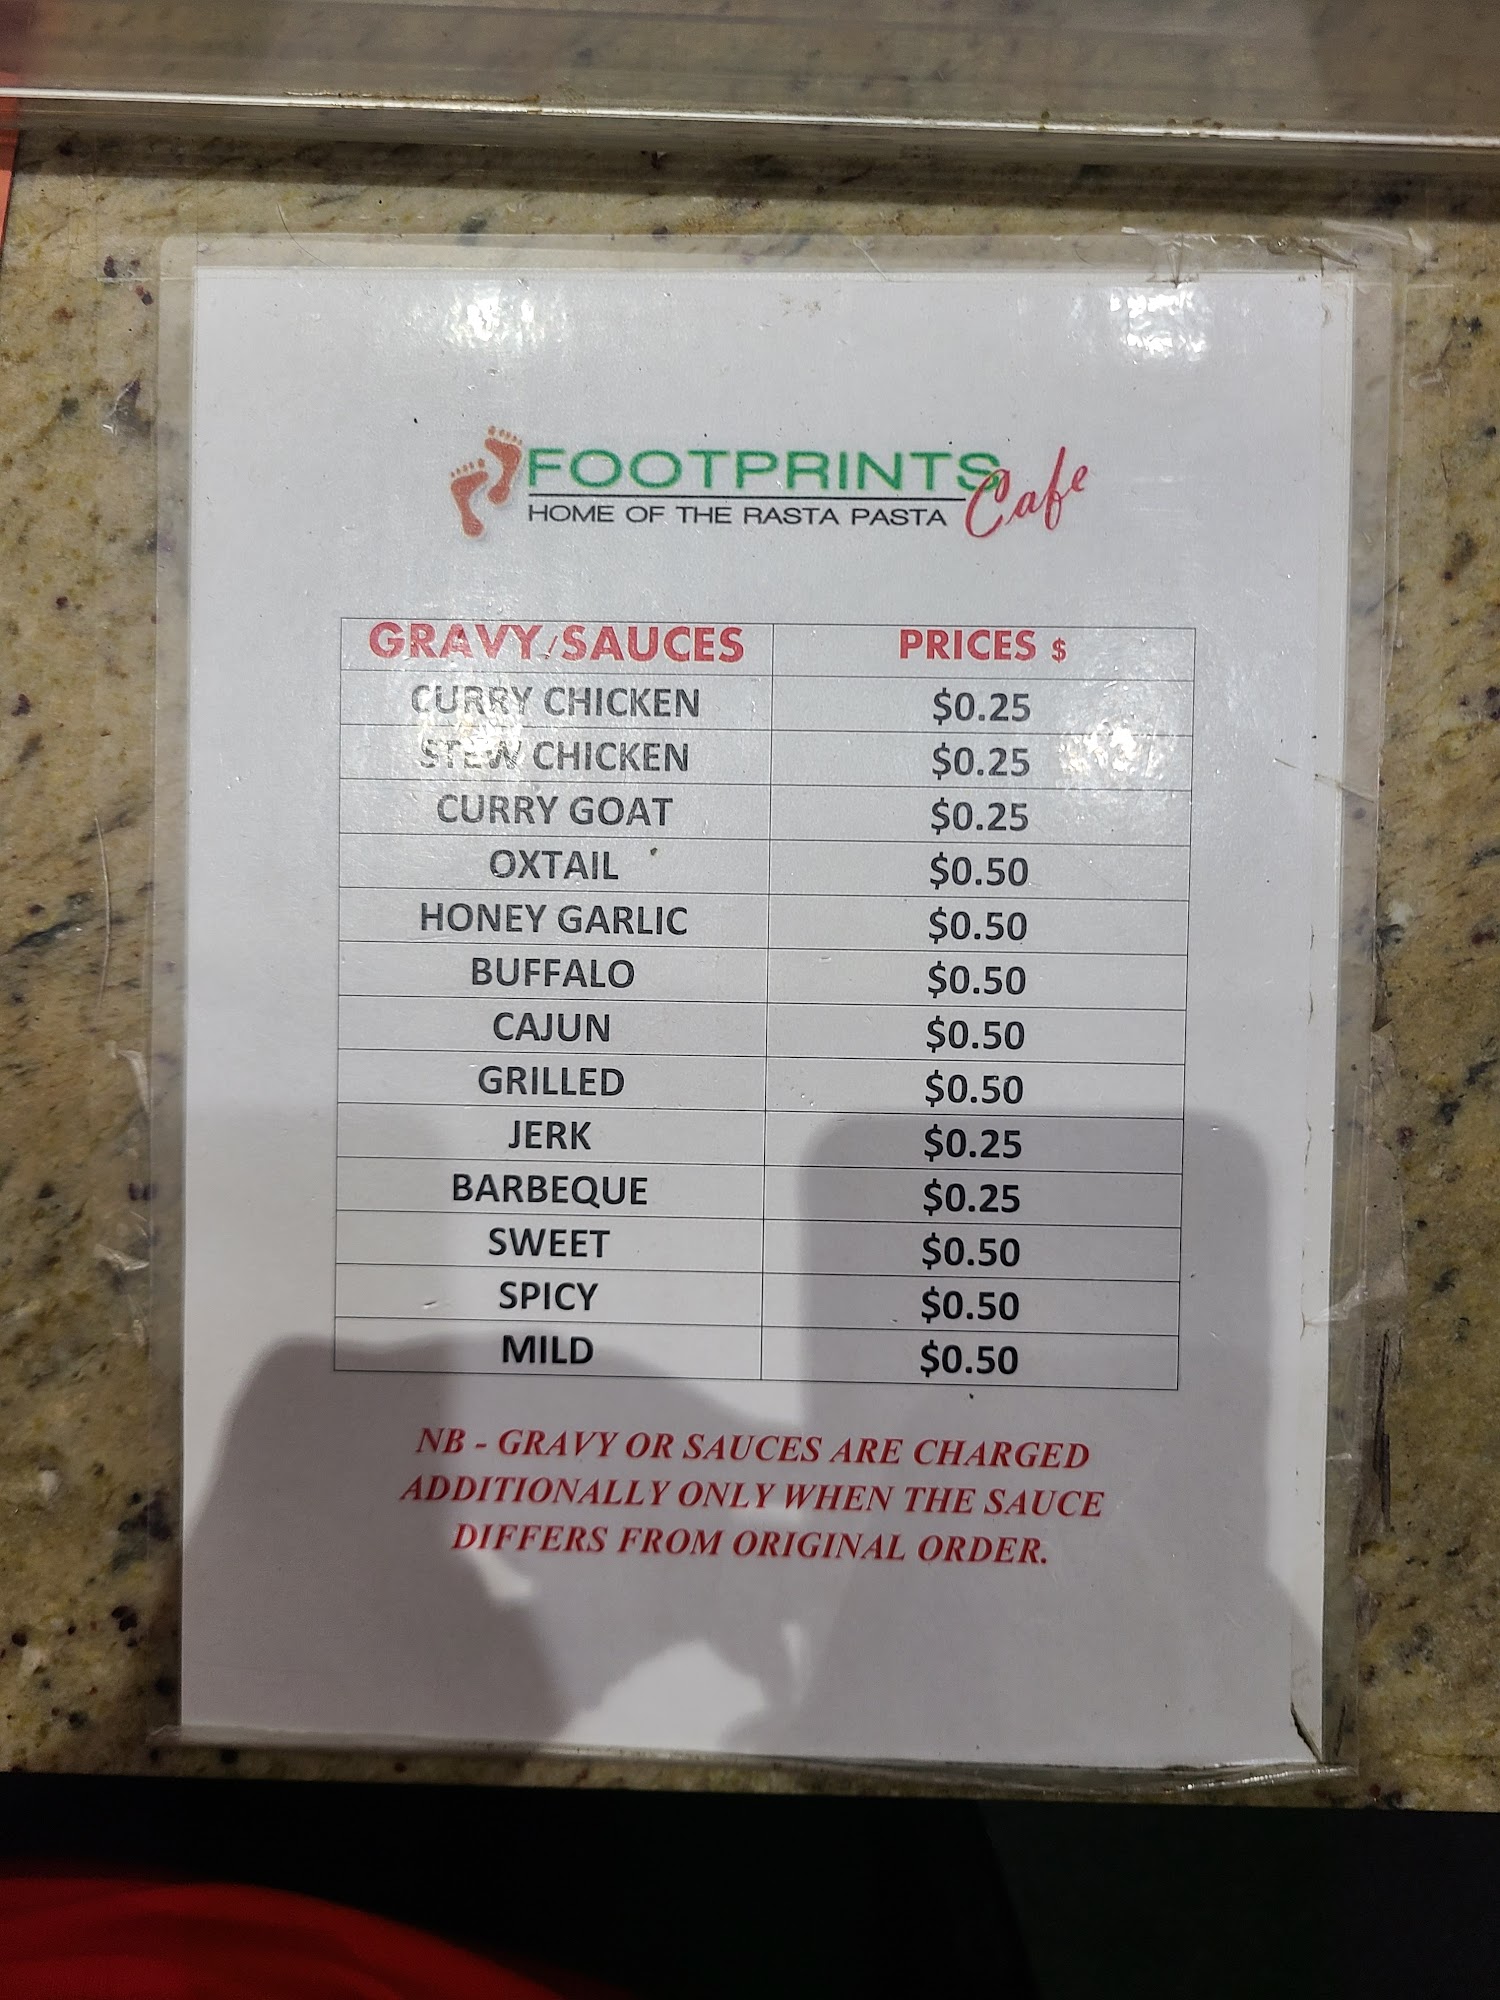 FOOTPRINTS Cafe
HOME OF THE RASTA PASTA
GRAVY/SAUCES PRICES $
CURRY CHICKEN $0.25
STEW CHICKEN $0.25
CURRY GOAT $0.25
OXTAIL $0.50
HONEY GARLIC $0.50
BUFFALO $0.50
CAJUN $0.50
GRILLED $0.50
JERK $0.25
BARBEQUE $0.25
SWEET $0.50
SPICY $0.50
MILD $0.50
NB - GRAVY OR SAUCES ARE CHARGED
ADDITIONALLY ONLY WHEN THE SAUCE
DIFFERS FROM ORIGINAL ORDER.